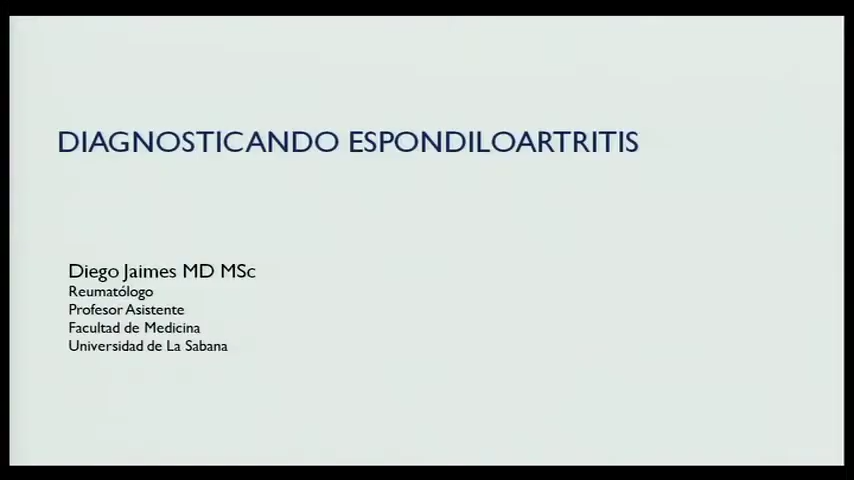 DIAGNOSTICANDO ESPONDILOARTRITIS
Diego Jaimes MD MSc
Reumatólogo
Profesor Asistente
Facultad de Medicina
Universidad de La Sabana